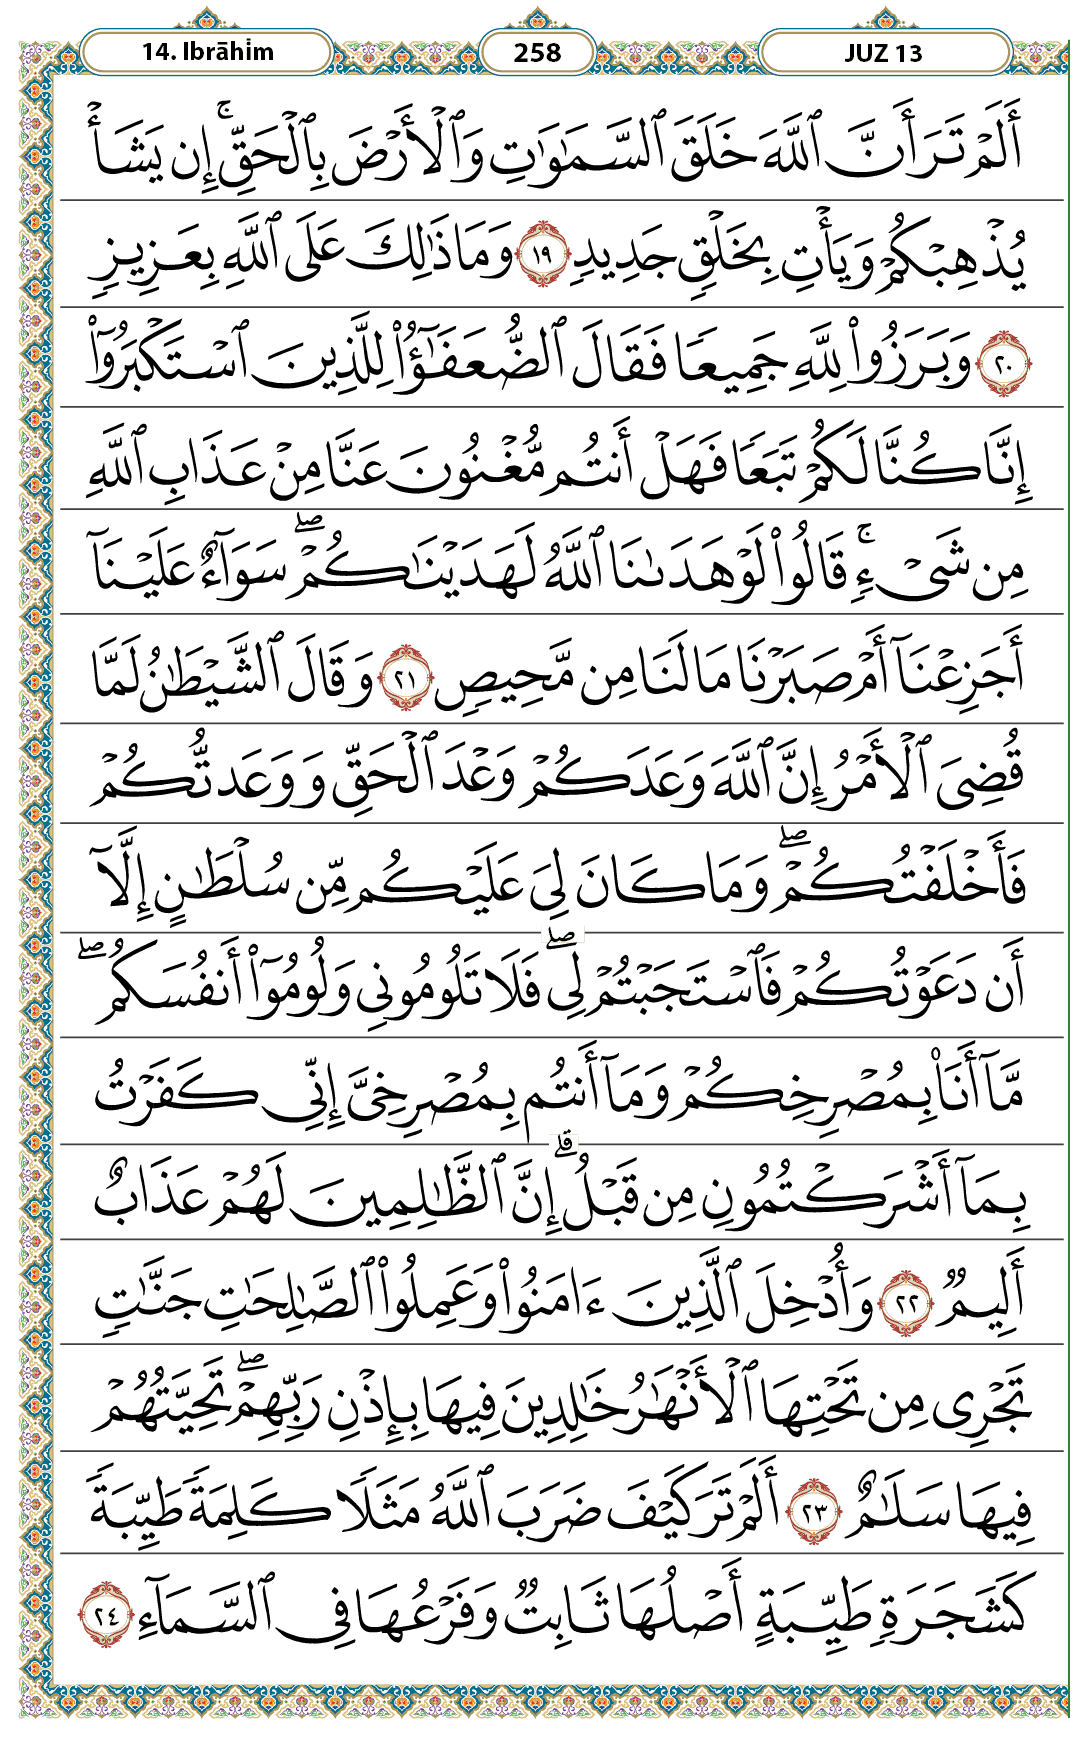 14. Ibrāhim 258 JUZ 13
أَلَمْ تَرَ أَنَّ ٱللَّهَ خَلَقَ ٱلسَّمَٰوَٰتِ وَٱلْأَرْضَ بِٱلْحَقِّ ۚ إِن يَشَأْ
يُذْهِبْكُمْ وَيَأْتِ بِخَلْقٍ جَدِيدٍ ١٩ وَمَا ذَٰلِكَ عَلَى ٱللَّهِ بِعَزِيزٍ
٢٠ وَبَرَزُوا۟ لِلَّهِ جَمِيعًا فَقَالَ ٱلضُّعَفَٰٓؤُا۟ لِلَّذِينَ ٱسْتَكْبَرُوٓا۟
إِنَّا كُنَّا لَكُمْ تَبَعًا فَهَلْ أَنتُم مُّغْنُونَ عَنَّا مِنْ عَذَابِ ٱللَّهِ
مِن شَىْءٍ ۚ قَالُوا۟ لَوْ هَدَىٰنَا ٱللَّهُ لَهَدَيْنَٰكُمْ ۖ سَوَآءٌ عَلَيْنَآ
أَجَزِعْنَآ أَمْ صَبَرْنَا مَا لَنَا مِن مَّحِيصٍ ٢١ وَقَالَ ٱلشَّيْطَٰنُ لَمَّا
قُضِىَ ٱلْأَمْرُ إِنَّ ٱللَّهَ وَعَدَكُمْ وَعْدَ ٱلْحَقِّ وَوَعَدتُّكُمْ
فَأَخْلَفْتُكُمْ ۖ وَمَا كَانَ لِىَ عَلَيْكُم مِّن سُلْطَٰنٍ إِلَّآ
أَن دَعَوْتُكُمْ فَٱسْتَجَبْتُمْ لِى ۖ فَلَا تَلُومُونِى وَلُومُوٓا۟ أَنفُسَكُم ۖ
مَّآ أَنَا۠ بِمُصْرِخِكُمْ وَمَآ أَنتُم بِمُصْرِخِىَّ إِنِّى كَفَرْتُ
بِمَآ أَشْرَكْتُمُونِ مِن قَبْلُ ۗ إِنَّ ٱلظَّٰلِمِينَ لَهُمْ عَذَابٌ
أَلِيمٌ ٢٢ وَأُدْخِلَ ٱلَّذِينَ ءَامَنُوا۟ وَعَمِلُوا۟ ٱلصَّٰلِحَٰتِ جَنَّٰتٍ
تَجْرِى مِن تَحْتِهَا ٱلْأَنْهَٰرُ خَٰلِدِينَ فِيهَا بِإِذْنِ رَبِّهِمْ ۖ تَحِيَّتُهُمْ
فِيهَا سَلَٰمٌ ٢٣ أَلَمْ تَرَ كَيْفَ ضَرَبَ ٱللَّهُ مَثَلًا كَلِمَةً طَيِّبَةً
كَشَجَرَةٍ طَيِّبَةٍ أَصْلُهَا ثَابِتٌ وَفَرْعُهَا فِى ٱلسَّمَآءِ ٢٤